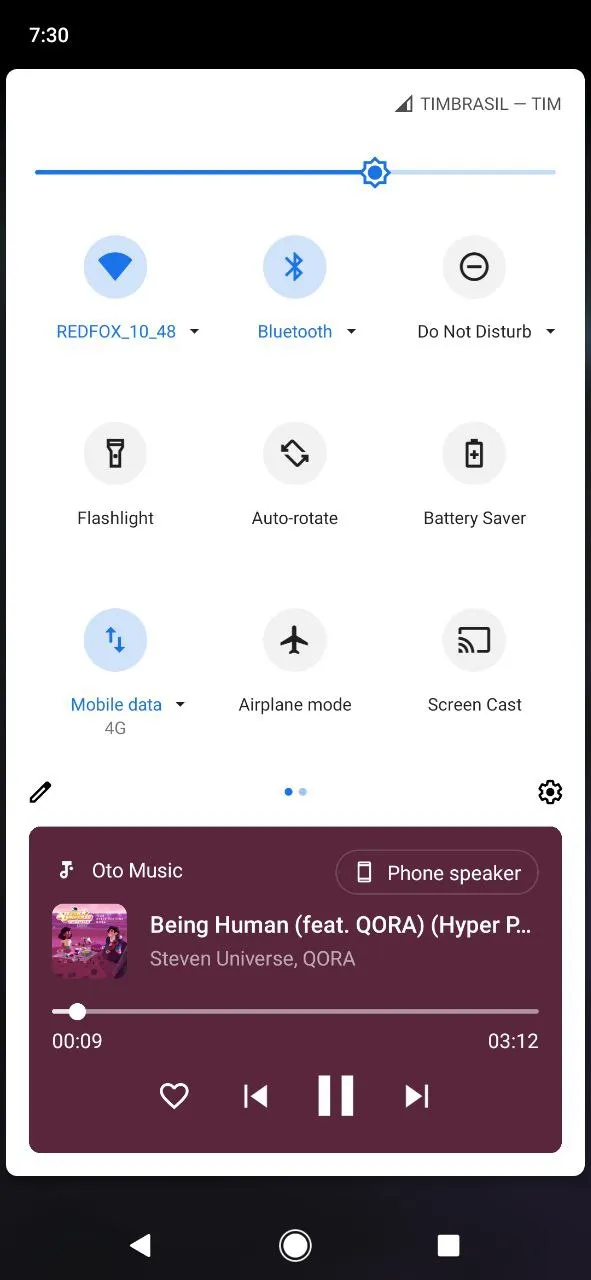 7:30
TIMBRASIL — TIM
REDFOX_10_48
Bluetooth
Do Not Disturb
Flashlight
Auto-rotate
Battery Saver
Mobile data
4G
Airplane mode
Screen Cast
Oto Music
Phone speaker
Being Human (feat. QORA) (Hyper P...
Steven Universe, QORA
00:09
03:12